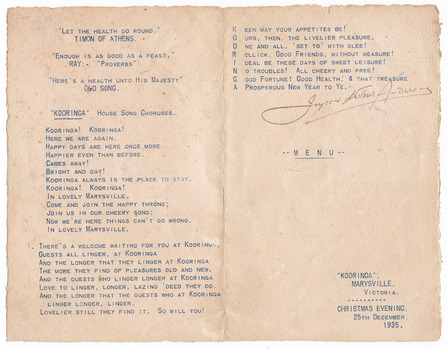 "Let the health go round."
TIMON OF ATHENS.
"Enough is as good as a feast."
RAY:- "Proverbs"
"Here's a health unto His Majesty"
OLD SONG.
"KOORINGA" House Song Choruses.
Kooringa! Kooringa!
Here we are again.
Happy days are here once more
Happier even than before.
Cares away!
Bright and gay!
Kooringa always is the place to stay.
Kooringa! Kooringa!
In lovely Marysville,
Come and join the happy throng;
Join us in our cheery song;
Now we're here things can't go wrong,
In lovely Marysville.
There's a welcome waiting for you at Kooringa,
Guests all linger, at Kooringa
And the longer that they linger at Kooringa
The more they find of pleasures old and new,
And the guests who linger longer at Kooringa
Love to linger, longer, lazing 'deed they do.
And the longer that the guests who at Kooringa
Linger longer, linger,
Lovelier still they find it. So will you!
Keen may your appetites be!
Ours, then, the livelier pleasure,
One and all, set to' with glee!
Rollick, Good Friends, without measure!
Ideal be these days of sweet leisure!
No troubles! All cheery and free!
Good Fortune! Good Health! & that treasure
A Prosperous New Year to Ye.
--MENU--
"KOORINGA",
MARYSVILLE,
Victoria.
CHRISTMAS EVENING,
25th December,
1935.